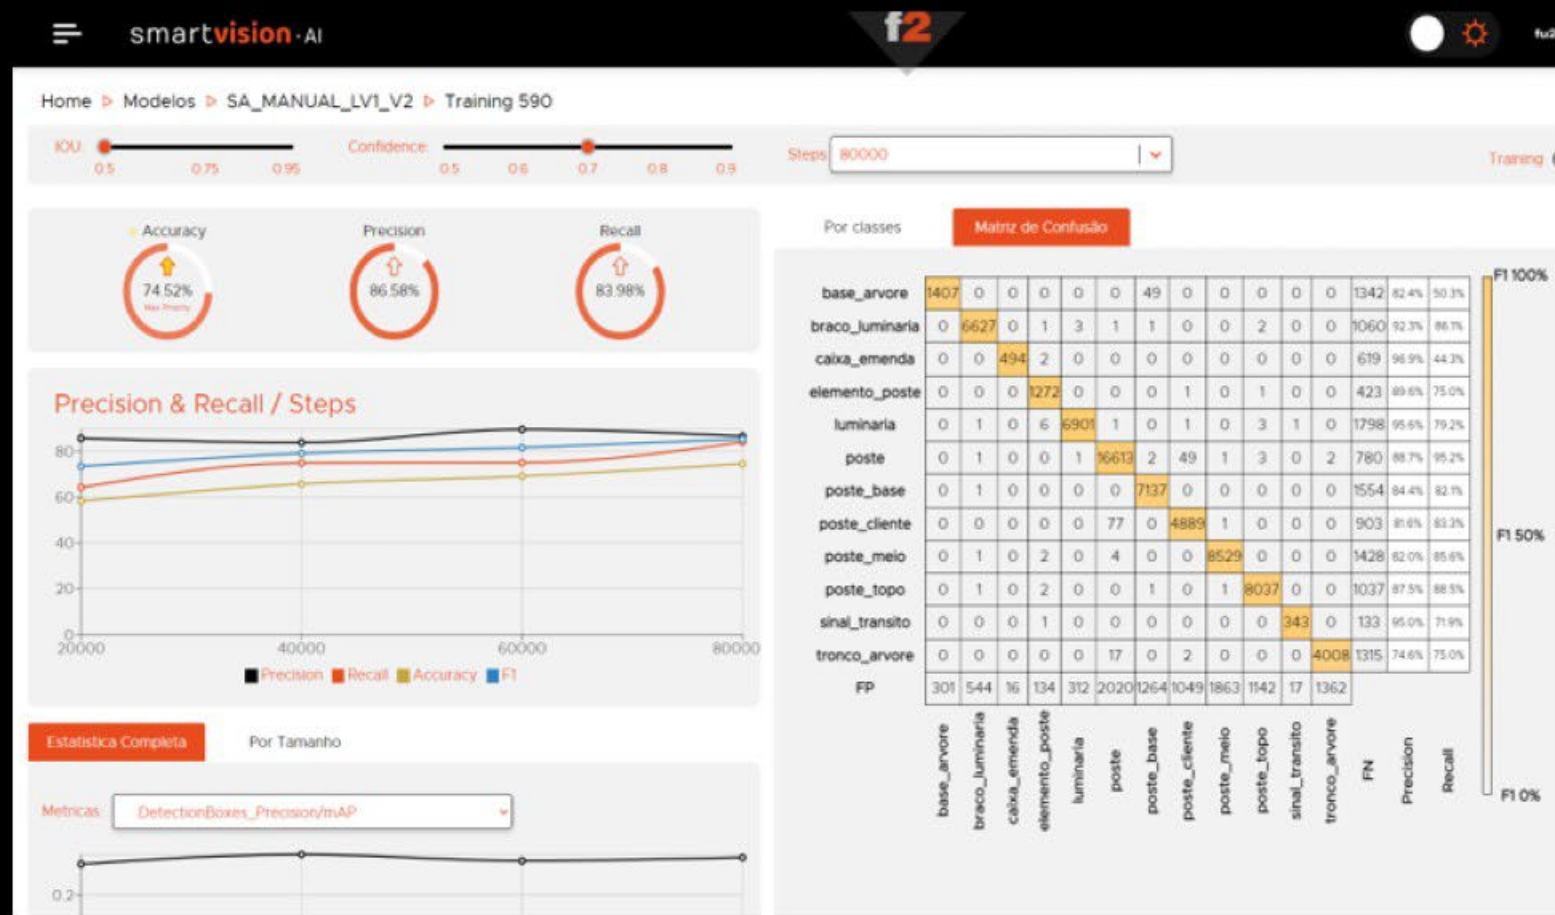 smartvision·AI
f2
fu2
Home ▷ Modelos ▷ SA_MANUAL_LV1_V2 ▷ Training 590
IOU
0.5 0.75 0.95
Confidence
0.5 0.6 0.7 0.8 0.9
Steps 80000
Training
Accuracy Precision Recall
74.52% 86.58% 83.98%
Max Priority
Precision & Recall / Steps
80
60
40
20
0
20000 40000 60000 80000
Precision Recall Accuracy F1
Estatistica Completa Por Tamanho
Metricas DetectionBoxes_Precision/mAP
0.2
Por classes Matriz de Confusão
base_arvore 1407 0 0 0 0 0 49 0 0 0 0 0 1342 82.4% 50.3%
braco_luminaria 0 6627 0 1 3 1 1 0 0 2 0 0 1060 92.3% 86.1%
caixa_emenda 0 0 494 2 0 0 0 0 0 0 0 0 619 96.9% 44.3%
elemento_poste 0 0 0 1272 0 0 0 1 0 1 0 0 423 89.6% 75.0%
luminaria 0 1 0 6 6901 1 0 1 0 3 1 0 1798 95.6% 79.2%
poste 0 1 0 0 1 16613 2 49 1 3 0 2 780 88.7% 95.2%
poste_base 0 1 0 0 0 0 7137 0 0 0 0 0 1554 84.4% 82.1%
poste_cliente 0 0 0 0 0 77 0 4889 1 0 0 0 903 81.6% 83.3%
poste_meio 0 1 0 2 0 4 0 0 8529 0 0 0 1428 82.0% 85.6%
poste_topo 0 1 0 2 0 0 1 0 1 8037 0 0 1037 87.5% 88.5%
sinal_transito 0 0 0 1 0 0 0 0 0 0 343 0 133 95.0% 71.9%
tronco_arvore 0 0 0 0 0 17 0 2 0 0 0 4008 1315 74.6% 75.0%
FP 301 544 16 134 312 2020 1264 1049 1863 1142 17 1362
base_arvore braco_luminaria caixa_emenda elemento_poste luminaria poste poste_base poste_cliente poste_meio poste_topo sinal_transito tronco_arvore FN Precision Recall
F1 100%
F1 50%
F1 0%